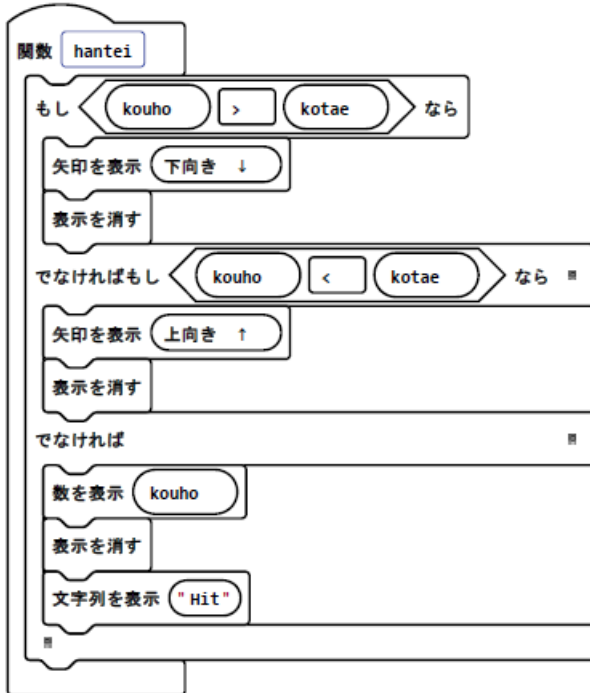 関数 hantei
もし kouho > kotae なら
矢印を表示 下向き ↓
表示を消す
でなければもし kouho < kotae なら
矢印を表示 上向き ↑
表示を消す
でなければ
数を表示 kouho
表示を消す
文字列を表示 "Hit"